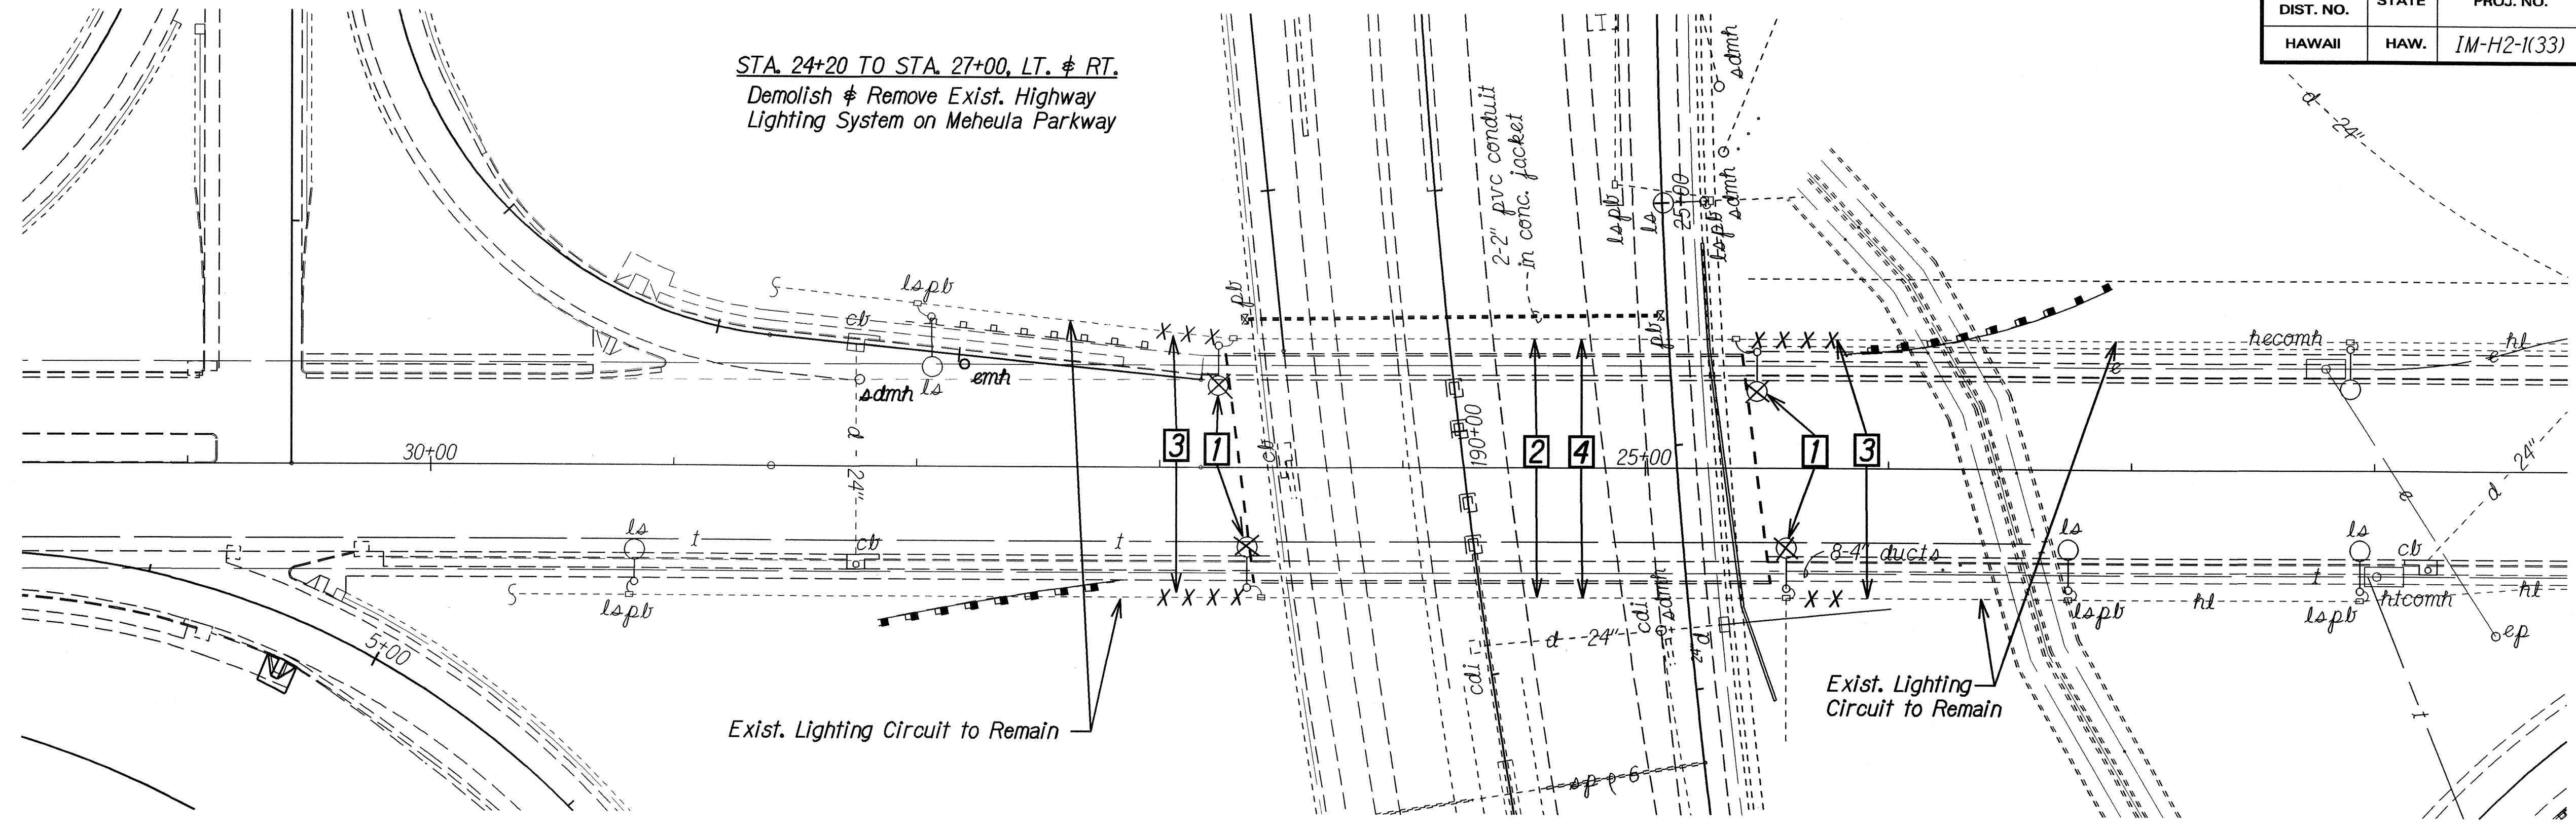 DIST. NO. STATE PROJ. NO.
HAWAII HAW. IM-H2-1(33)
STA. 24+20 TO STA. 27+00, LT. & RT.
Demolish & Remove Exist. Highway
Lighting System on Meheula Parkway
sdmh
d
24"
2-2" pvc conduit
in conc. jacket
lspb
ls
25+00
lspb
sdmh
lspb
pb
cb
X X X
pb
X X X X
hecomh
hl
e
e
emh
sdmh
ls
d
24"
30+00
3
1
cb
190+00
2
4
25+00
1
3
24"
d
e
ls
t
cb
t
8-4" ducts
ls
ls
cb
t
lspb
X X X X
cdi
sdmh
X X
lspb
hl
lspb
htcomh
hl
5+00
cdi
d
24"
24"
d
ep
Exist. Lighting
Circuit to Remain
t
Exist. Lighting Circuit to Remain